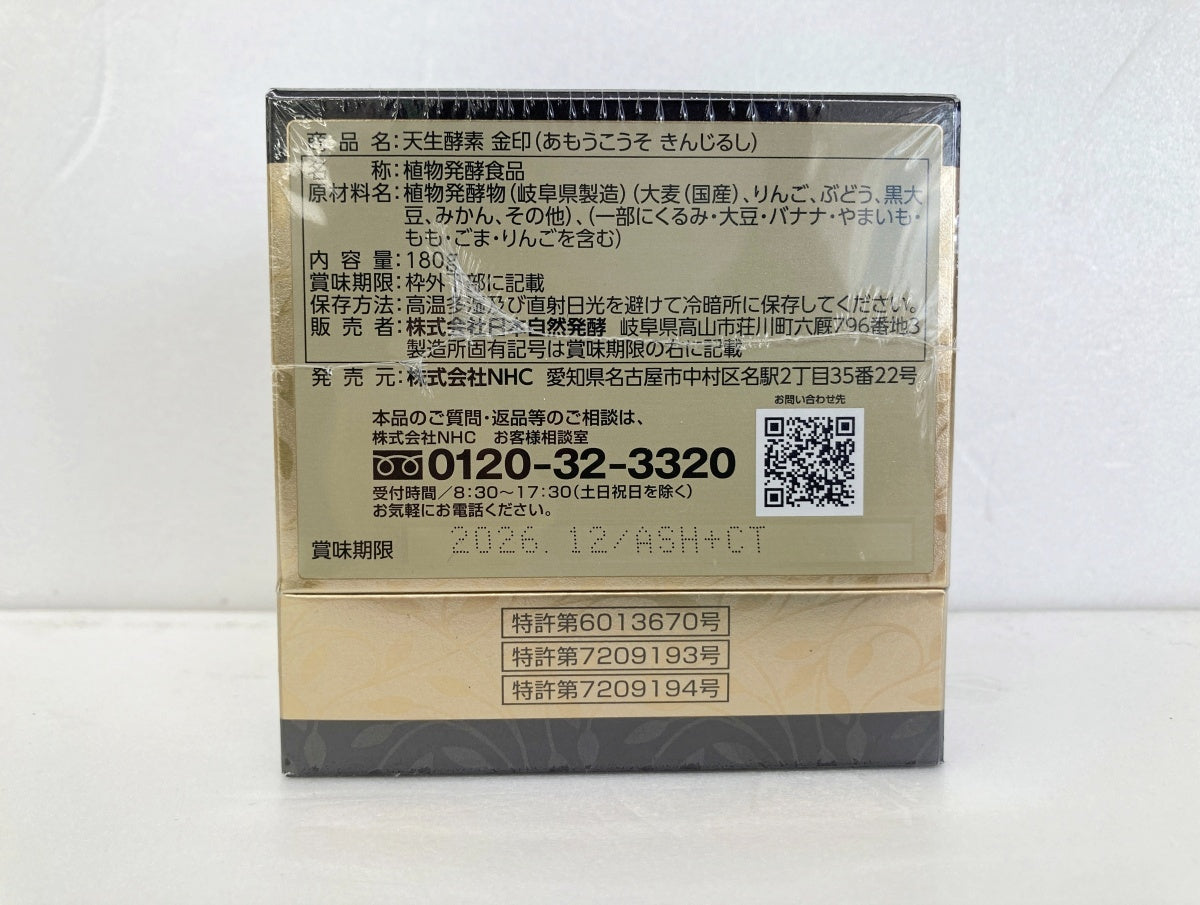 商品名:天生酵素 金印(あもうこうそ きんじるし)
名称:植物発酵食品
原材料名:植物発酵物(岐阜県製造)(大麦(国産)、りんご、ぶどう、黒大
豆、みかん、その他)、(一部にくるみ・大豆・バナナ・やまいも・
もも・ごま・りんごを含む)
内容量:180g
賞味期限:枠外下部に記載
保存方法:高温多湿及び直射日光を避けて冷暗所に保存してください。
販売者:株式会社日本自然発酵 岐阜県高山市荘川町六厩796番地3
製造所固有記号は賞味期限の右に記載
発売元:株式会社NHC 愛知県名古屋市中村区名駅2丁目35番22号
お問い合わせ先
本品のご質問・返品等のご相談は、
株式会社NHC お客様相談室
0120-32-3320
受付時間/8:30~17:30(土日祝日を除く)
お気軽にお電話ください。
賞味期限 2026.12/ASH+CT
特許第6013670号
特許第7209193号
特許第7209194号